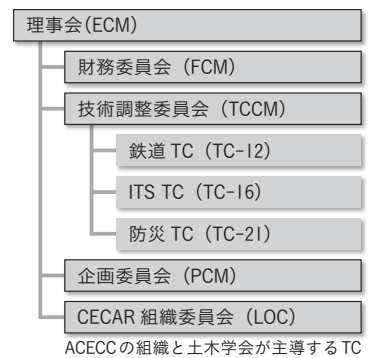 理事会(ECM)
財務委員会（FCM）
技術調整委員会（TCCM）
鉄道 TC（TC-12）
ITS TC（TC-16）
防災 TC（TC-21）
企画委員会（PCM）
CECAR 組織委員会（LOC）
ACECCの組織と土木学会が主導するTC